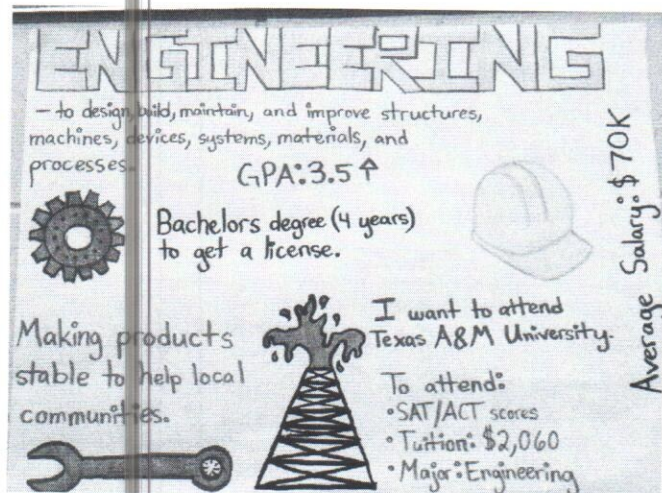 ENGINEERING
- to design, build, maintain, and improve structures,
machines, devices, systems, materials, and
processes.
GPA: 3.5 ↑
Bachelors degree (4 years)
to get a license.
Average Salary: $70K
Making products
stable to help local
communities.
I want to attend
Texas A&M University.
To attend:
• SAT/ACT scores
• Tuition: $2,060
• Major: Engineering